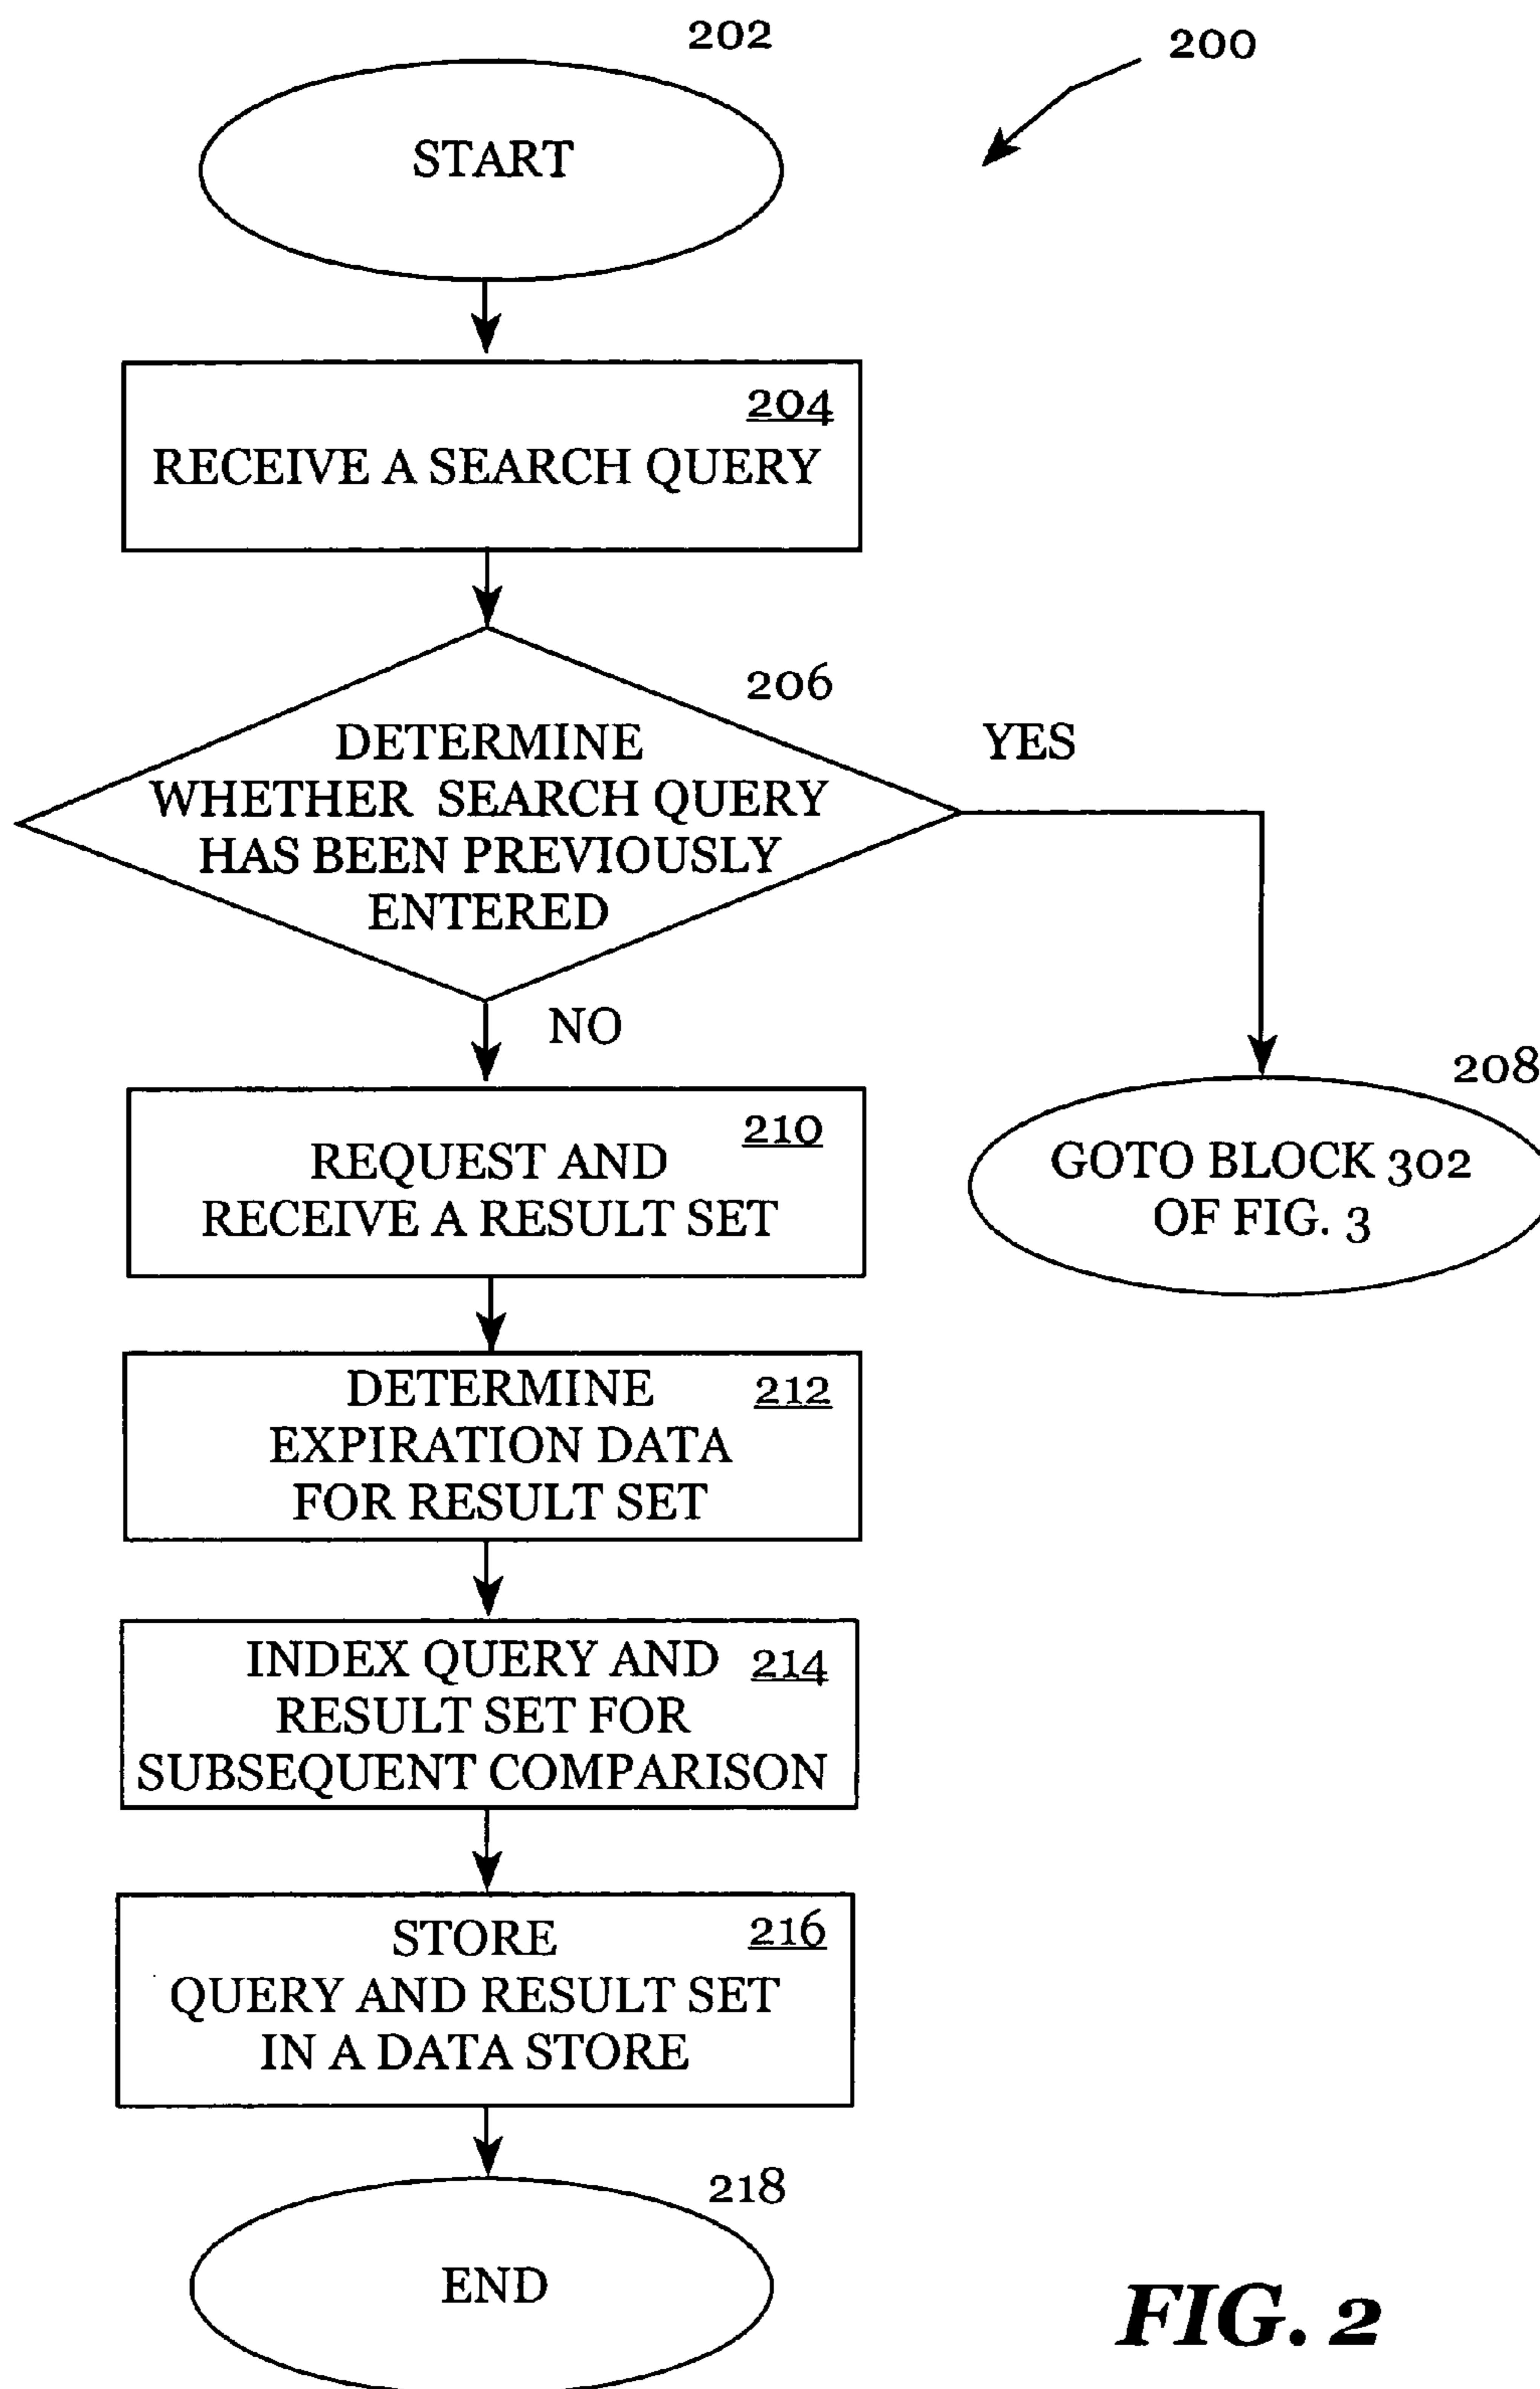 202
200
START
204
RECEIVE A SEARCH QUERY
206
DETERMINE
WHETHER SEARCH QUERY
HAS BEEN PREVIOUSLY
ENTERED
YES
NO
208
GOTO BLOCK 302
OF FIG. 3
210
REQUEST AND
RECEIVE A RESULT SET
212
DETERMINE
EXPIRATION DATA
FOR RESULT SET
214
INDEX QUERY AND
RESULT SET FOR
SUBSEQUENT COMPARISON
216
STORE
QUERY AND RESULT SET
IN A DATA STORE
218
END
FIG. 2